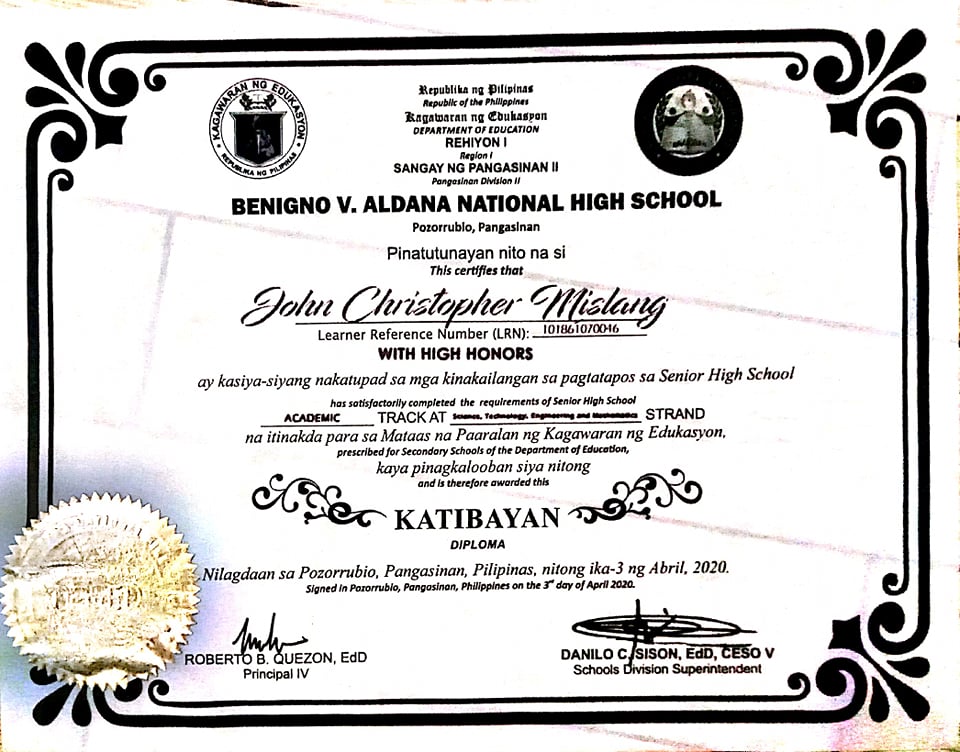 KAGAWARAN NG EDUKASYON
REPUBLIKA NG PILIPINAS
Republika ng Pilipinas
Republic of the Philippines
Kagawaran ng Edukasyon
DEPARTMENT OF EDUCATION
REHIYON I
Region I
SANGAY NG PANGASINAN II
Pangasinan Division II
BENIGNO V. ALDANA NATIONAL HIGH SCHOOL
Pozorrubio, Pangasinan
Pinatutunayan nito na si
This certifies that
John Christopher Mislang
Learner Reference Number (LRN): 101861070046
WITH HIGH HONORS
ay kasiya-siyang nakatupad sa mga kinakailangan sa pagtatapos sa Senior High School
has satisfactorily completed the requirements of Senior High School
ACADEMIC TRACK AT Science, Technology, Engineering and Mathematics STRAND
na itinakda para sa Mataas na Paaralan ng Kagawaran ng Edukasyon,
prescribed for Secondary Schools of the Department of Education,
kaya pinagkalooban siya nitong
and is therefore awarded this
KATIBAYAN
DIPLOMA
Nilagdaan sa Pozorrubio, Pangasinan, Pilipinas, nitong ika-3 ng Abril, 2020.
Signed in Pozorrubio, Pangasinan, Philippines on the 3rd day of April 2020.
ROBERTO B. QUEZON, EdD
Principal IV
DANILO C. SISON, EdD, CESO V
Schools Division Superintendent